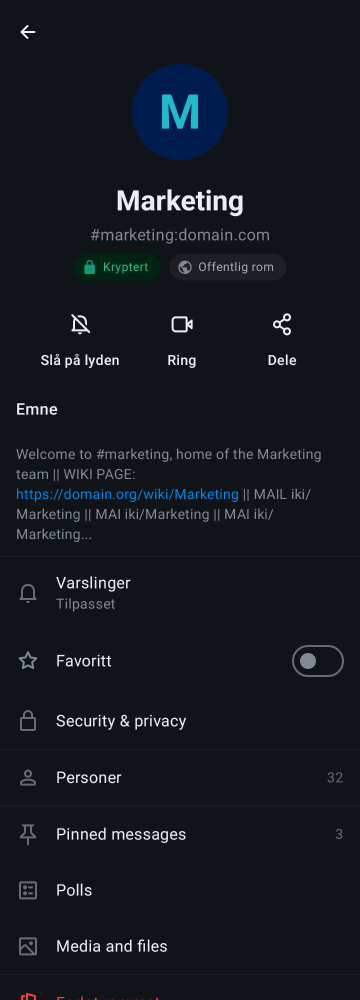 M
Marketing
#marketing:domain.com
Kryptert
Offentlig rom
Slå på lyden
Ring
Dele
Emne
Welcome to #marketing, home of the Marketing
team || WIKI PAGE:
https://domain.org/wiki/Marketing || MAIL iki/
Marketing || MAI iki/Marketing || MAI iki/
Marketing...
Varslinger
Tilpasset
Favoritt
Security & privacy
Personer 32
Pinned messages 3
Polls
Media and files